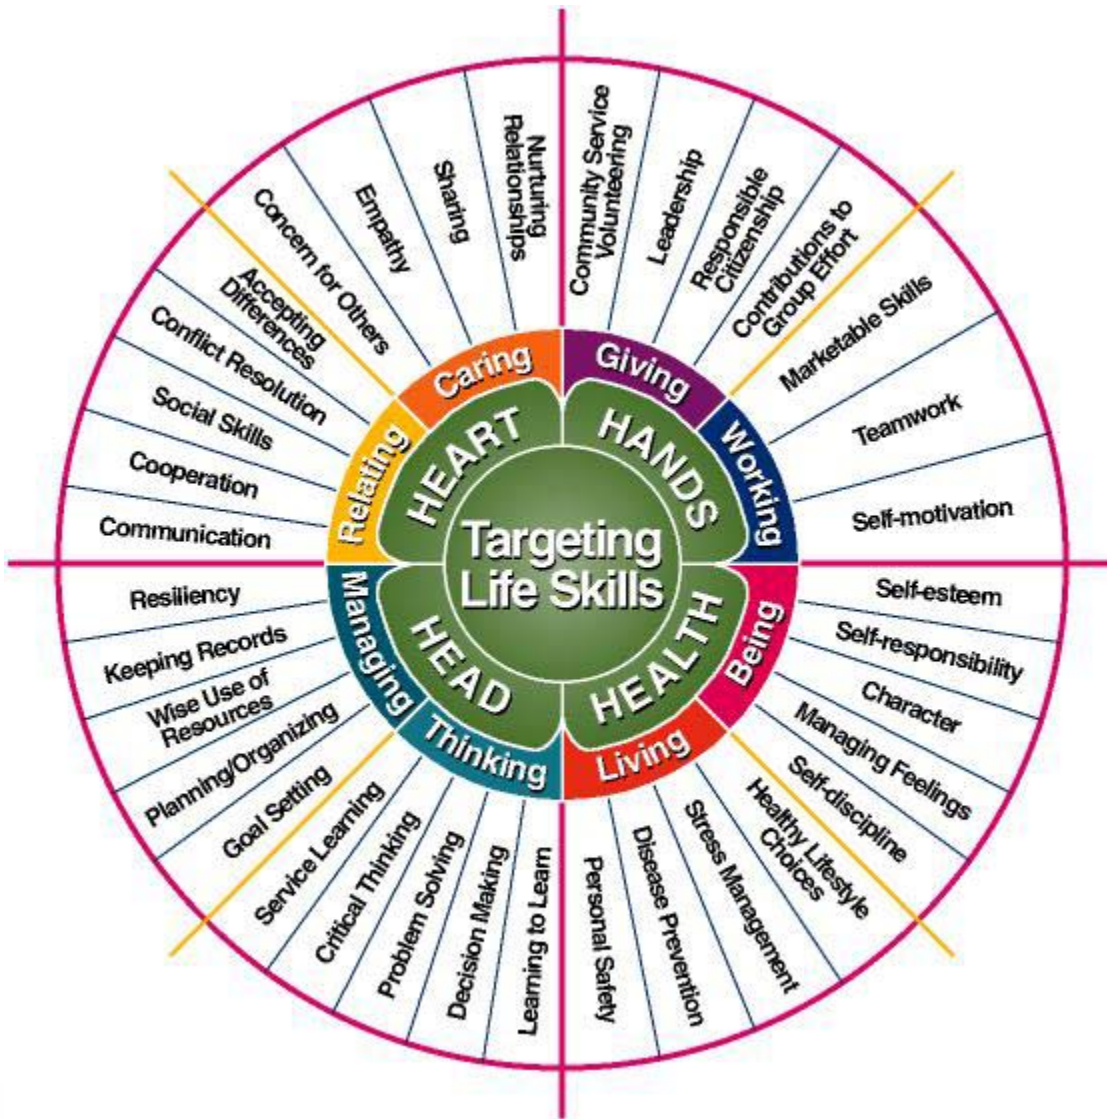 Targeting
Life Skills
HEART
HANDS
HEALTH
HEAD
Caring
Giving
Working
Being
Living
Thinking
Managing
Relating
Nurturing
Relationships
Sharing
Empathy
Concern for Others
Community Service
Volunteering
Leadership
Responsible
Citizenship
Contributions to
Group Effort
Marketable Skills
Teamwork
Self-motivation
Self-esteem
Self-responsibility
Character
Managing Feelings
Self-discipline
Healthy Lifestyle
Choices
Stress Management
Disease Prevention
Personal Safety
Learning to Learn
Decision Making
Problem Solving
Critical Thinking
Service Learning
Goal Setting
Planning/Organizing
Wise Use of
Resources
Keeping Records
Resiliency
Communication
Cooperation
Social Skills
Conflict Resolution
Accepting
Differences